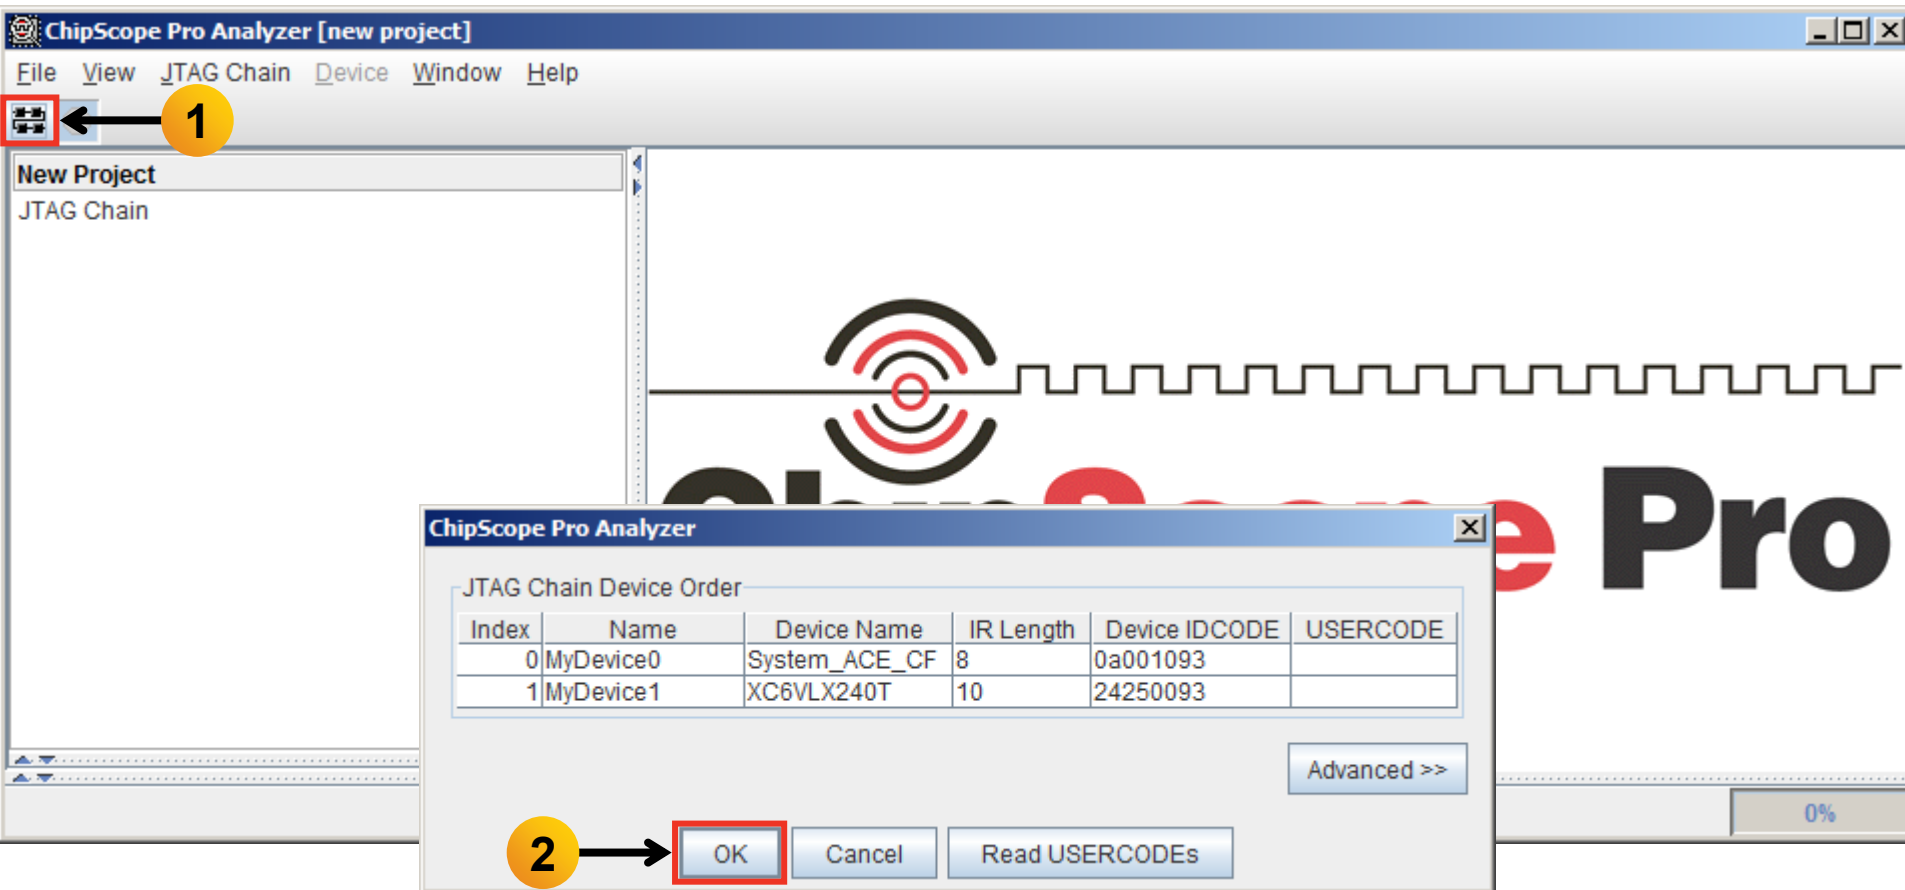 ChipScope Pro Analyzer [new project]
File View JTAG Chain Device Window Help
1
New Project
JTAG Chain
ChipScope Pro
ChipScope Pro Analyzer
JTAG Chain Device Order
Index Name Device Name IR Length Device IDCODE USERCODE
0 MyDevice0 System_ACE_CF 8 0a001093
1 MyDevice1 XC6VLX240T 10 24250093
Advanced >>
0%
2 OK Cancel Read USERCODEs